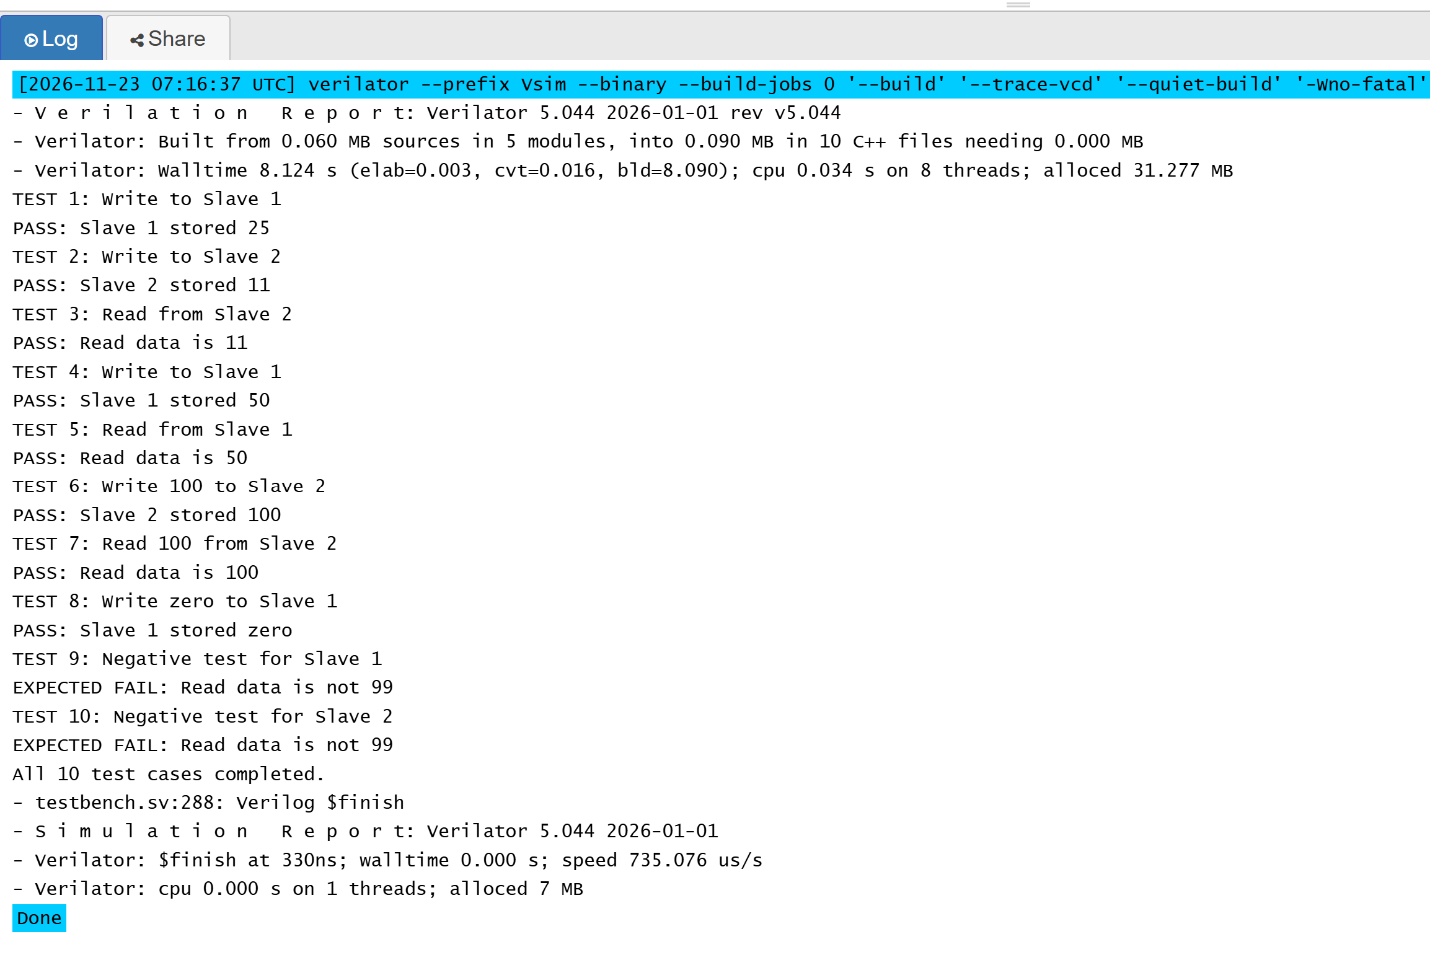 Log
Share
[2026-11-23 07:16:37 UTC] verilator --prefix Vsim --binary --build-jobs 0 '--build' '--trace-vcd' '--quiet-build' '-Wno-fatal'
- V e r i l a t i o n   R e p o r t: Verilator 5.044 2026-01-01 rev v5.044
- Verilator: Built from 0.060 MB sources in 5 modules, into 0.090 MB in 10 C++ files needing 0.000 MB
- Verilator: Walltime 8.124 s (elab=0.003, cvt=0.016, bld=8.090); cpu 0.034 s on 8 threads; alloced 31.277 MB
TEST 1: Write to Slave 1
PASS: Slave 1 stored 25
TEST 2: Write to Slave 2
PASS: Slave 2 stored 11
TEST 3: Read from Slave 2
PASS: Read data is 11
TEST 4: Write to Slave 1
PASS: Slave 1 stored 50
TEST 5: Read from Slave 1
PASS: Read data is 50
TEST 6: Write 100 to Slave 2
PASS: Slave 2 stored 100
TEST 7: Read 100 from Slave 2
PASS: Read data is 100
TEST 8: Write zero to Slave 1
PASS: Slave 1 stored zero
TEST 9: Negative test for Slave 1
EXPECTED FAIL: Read data is not 99
TEST 10: Negative test for Slave 2
EXPECTED FAIL: Read data is not 99
All 10 test cases completed.
- testbench.sv:288: Verilog $finish
- S i m u l a t i o n   R e p o r t: Verilator 5.044 2026-01-01
- Verilator: $finish at 330ns; walltime 0.000 s; speed 735.076 us/s
- Verilator: cpu 0.000 s on 1 threads; alloced 7 MB
Done